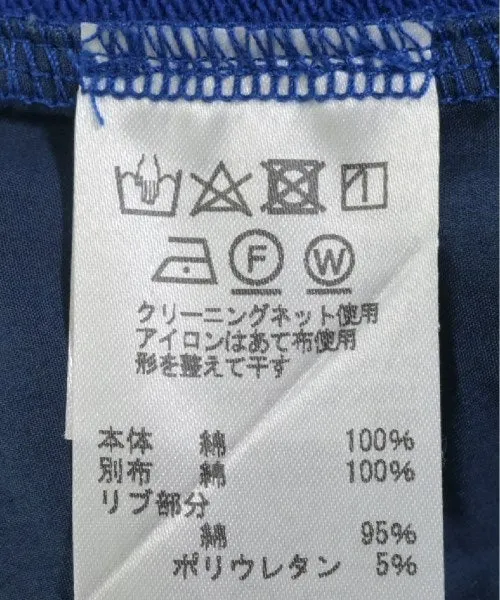 F W
クリーニングネット使用
アイロンはあて布使用
形を整えて干す
本体 綿 100%
別布 綿 100%
リブ部分
綿 95%
ポリウレタン 5%